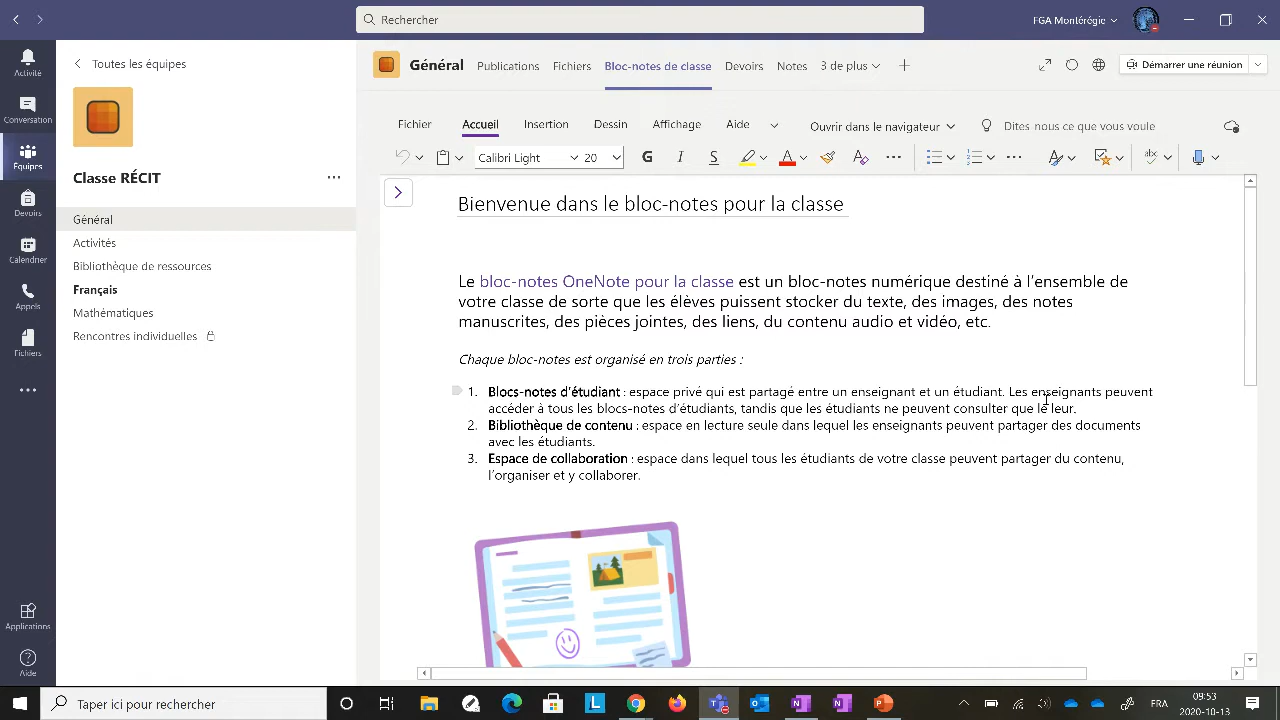 Rechercher
FGA Montérégie
Activité
Conversation
Équipes
Devoirs
Calendrier
Appels
Fichiers
Applications
Aide
Toutes les équipes
Classe RÉCIT
Général
Activités
Bibliothèque de ressources
Français
Mathématiques
Rencontres individuelles
Général Publications Fichiers Bloc-notes de classe Devoirs Notes 3 de plus
Démarrer une réunion
Fichier Accueil Insertion Dessin Affichage Aide Ouvrir dans le navigateur Dites-nous ce que vous voule
Calibri Light 20 G I S A
Bienvenue dans le bloc-notes pour la classe
Le bloc-notes OneNote pour la classe est un bloc-notes numérique destiné à l'ensemble de
votre classe de sorte que les élèves puissent stocker du texte, des images, des notes
manuscrites, des pièces jointes, des liens, du contenu audio et vidéo, etc.
Chaque bloc-notes est organisé en trois parties :
1. Blocs-notes d'étudiant : espace privé qui est partagé entre un enseignant et un étudiant. Les enseignants peuvent
accéder à tous les blocs-notes d'étudiants, tandis que les étudiants ne peuvent consulter que le leur.
2. Bibliothèque de contenu : espace en lecture seule dans lequel les enseignants peuvent partager des documents
avec les étudiants.
3. Espace de collaboration : espace dans lequel tous les étudiants de votre classe peuvent partager du contenu,
l'organiser et y collaborer.
Taper ici pour rechercher
FRA
09:53
2020-10-13